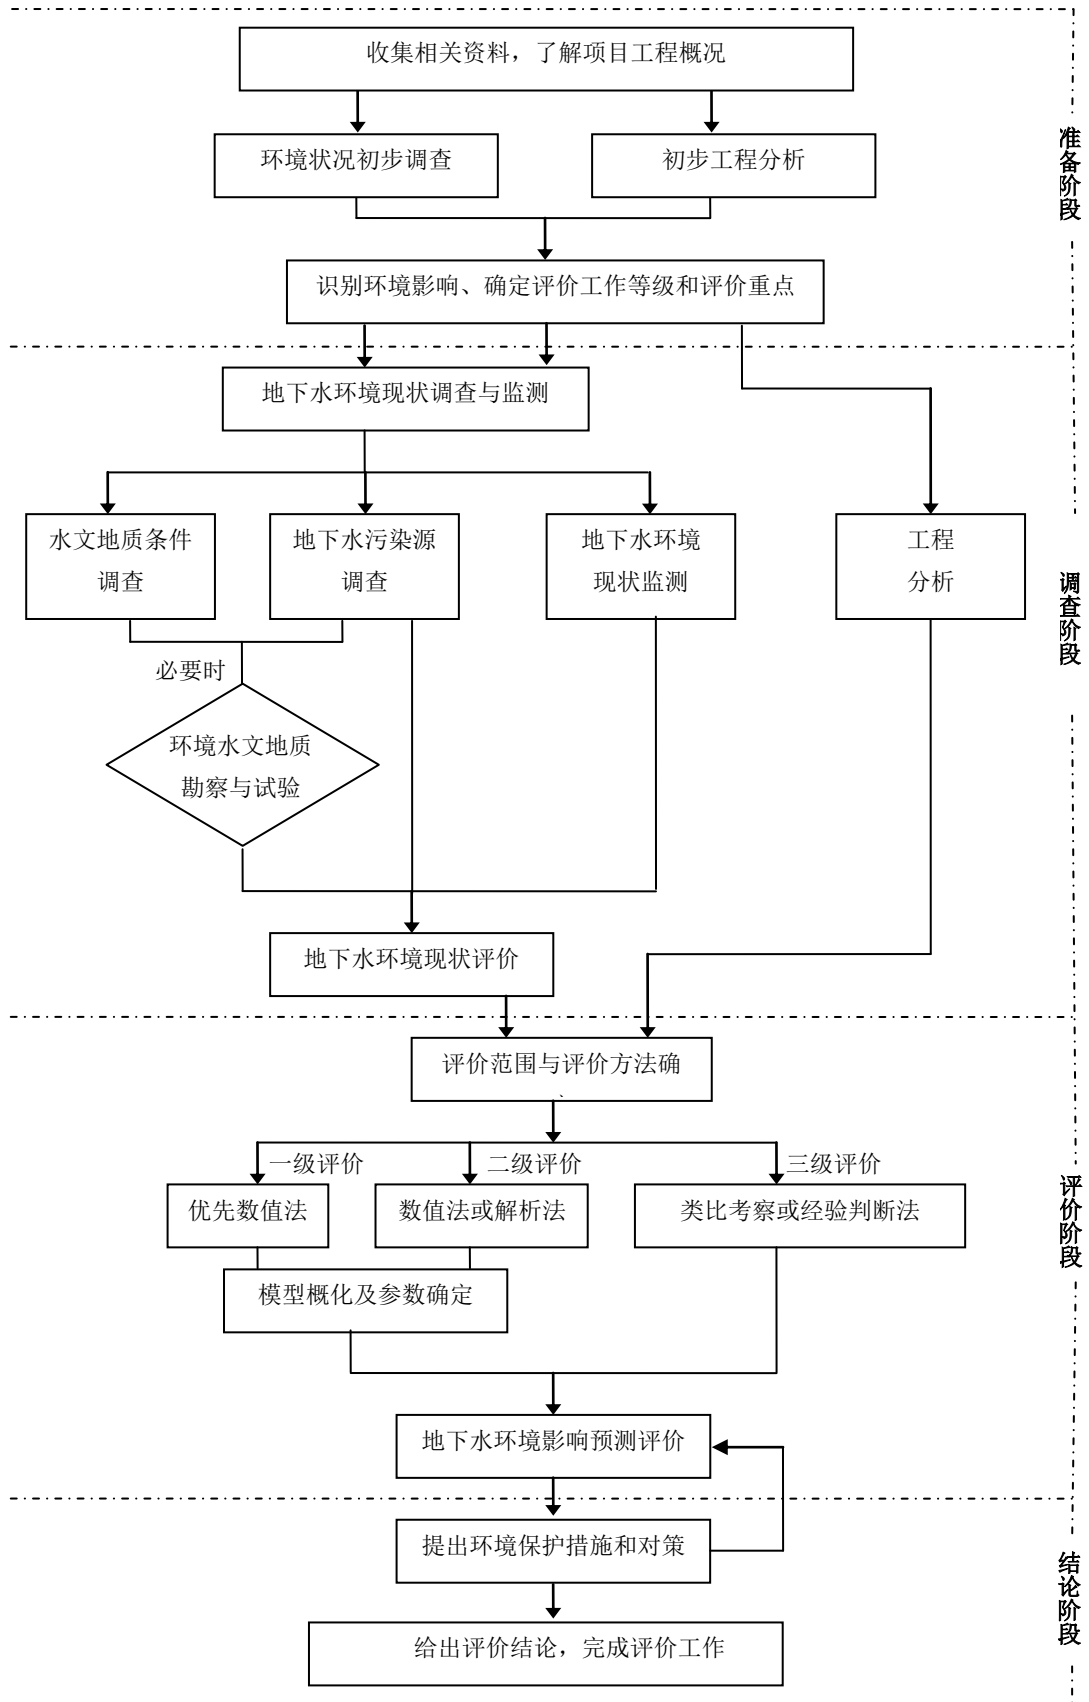 收集相关资料，了解项目工程概况
环境状况初步调查
初步工程分析
准备阶段
识别环境影响、确定评价工作等级和评价重点
地下水环境现状调查与监测
水文地质条件
调查
地下水污染源
调查
地下水环境
现状监测
工程
分析
调查阶段
必要时
环境水文地质
勘察与试验
地下水环境现状评价
评价范围与评价方法确
一级评价
二级评价
三级评价
优先数值法
数值法或解析法
类比考察或经验判断法
评价阶段
模型概化及参数确定
地下水环境影响预测评价
提出环境保护措施和对策
结论阶段
给出评价结论，完成评价工作